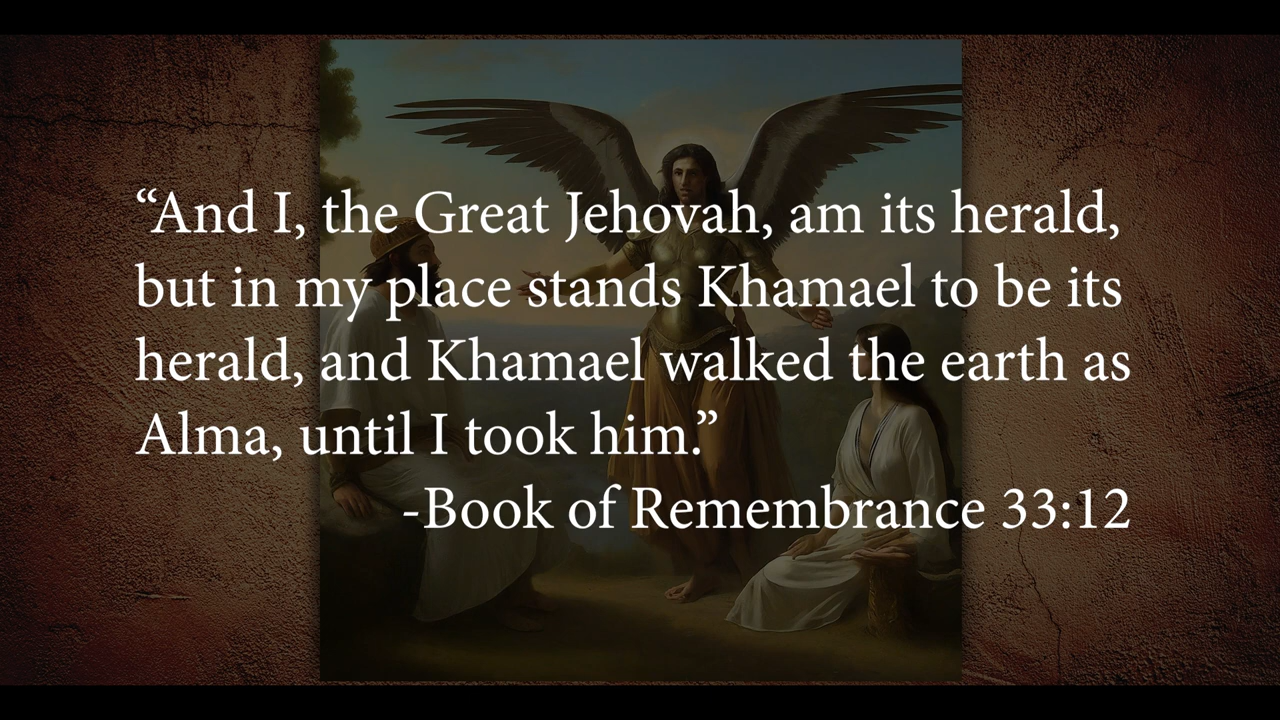 “And I, the Great Jehovah, am its herald,
but in my place stands Khamael to be its
herald, and Khamael walked the earth as
Alma, until I took him.”
-Book of Remembrance 33:12